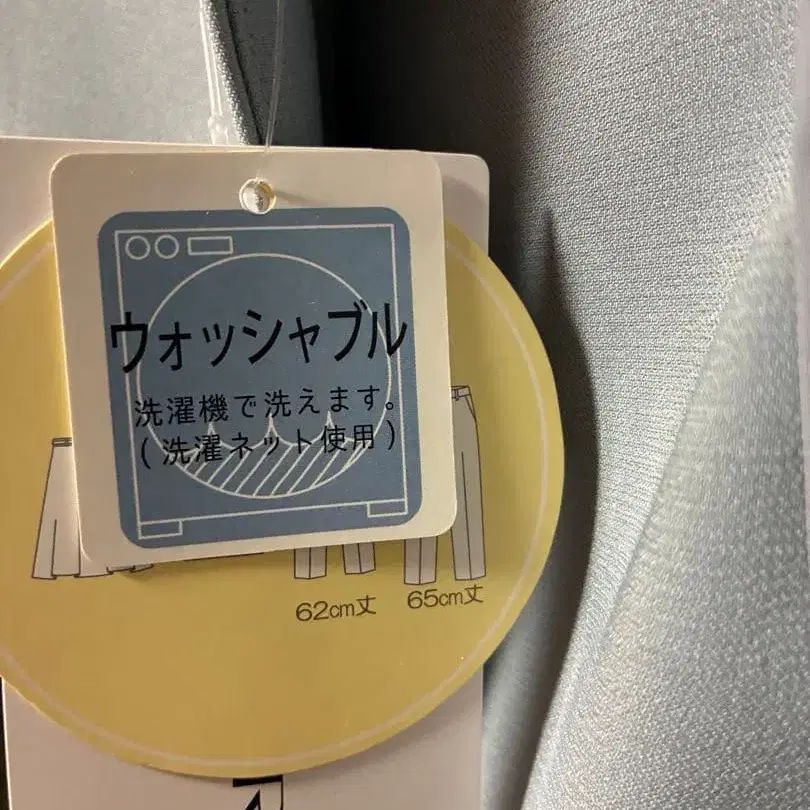 ウォッシャブル
洗濯機で洗えます。
(洗濯ネット使用)
62cm丈 65cm丈